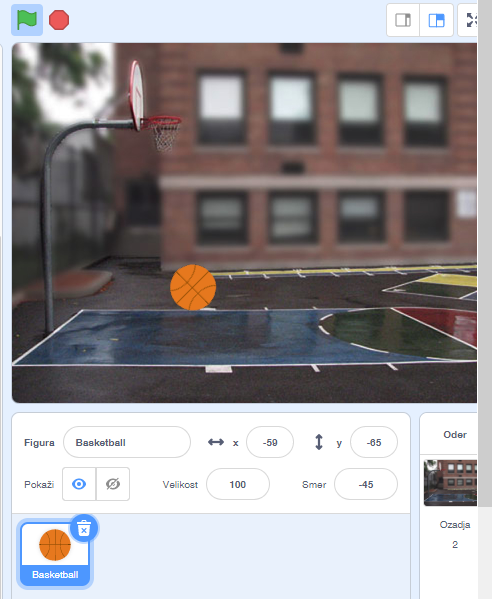 Figura Basketball x -59 y -65
Pokaži Velikost 100 Smer -45
Basketball
Oder
Ozadja
2